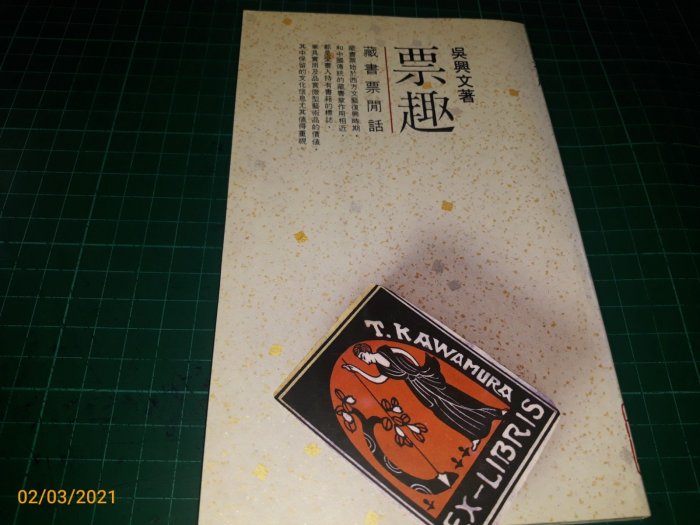 吳興文著
票趣
藏書票閒話
藏書票始於西方文藝復興時期，
和中國傳統的藏書章作用相近，
都是愛書人持有書籍的標誌，
兼具實用及品賞微型藝術品的價值，
其中保留的文化信息尤其值得重視。
T. KAWAMURA
EX-LIBRIS
02/03/2021